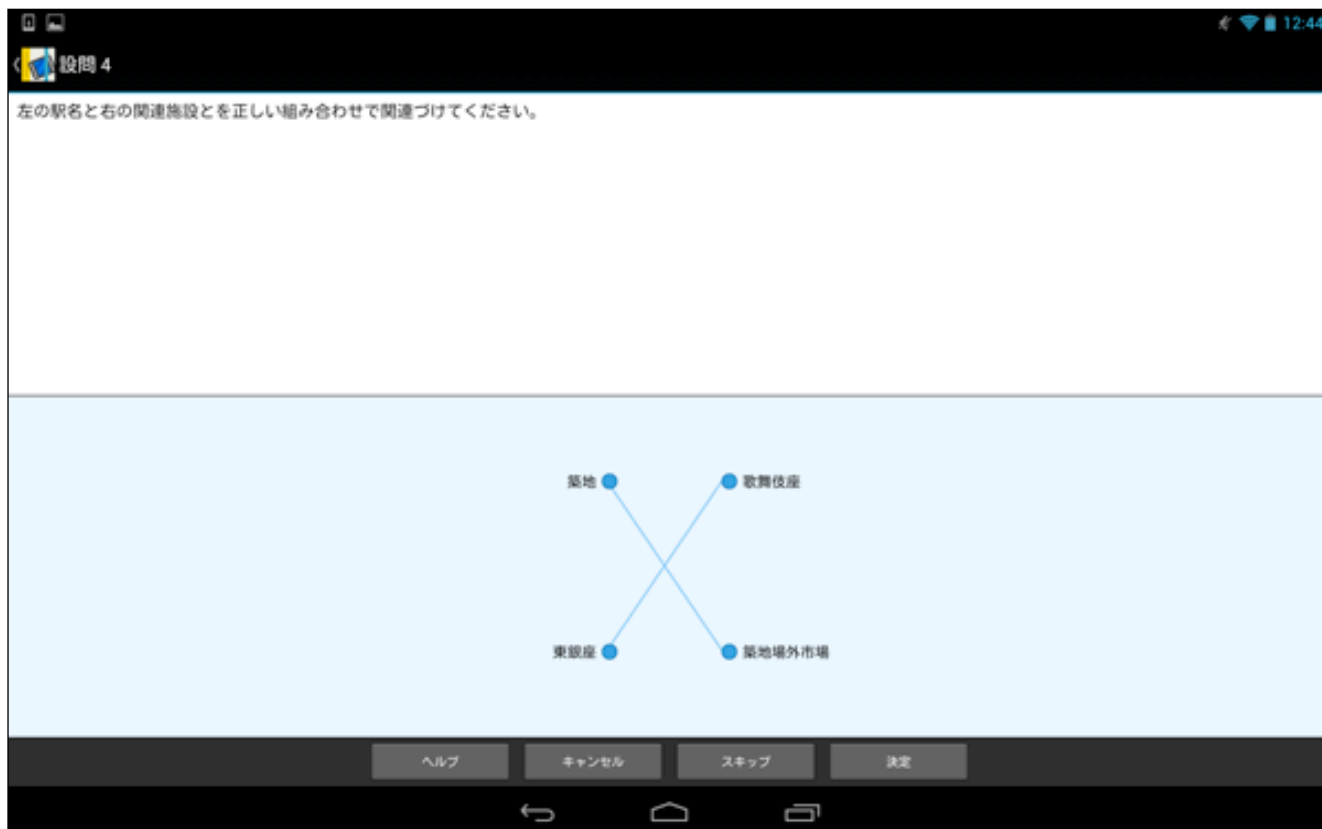 12:44
設問 4
左の駅名と右の関連施設とを正しい組み合わせで関連づけてください。
築地 歌舞伎座
東銀座 築地場外市場
ヘルプ キャンセル スキップ 決定